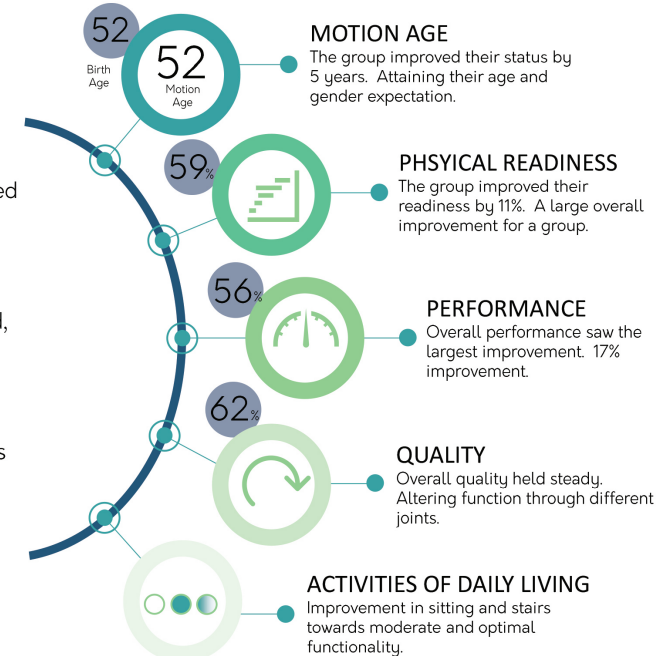 52
Birth
Age
52
Motion
Age
MOTION AGE
The group improved their status by
5 years.  Attaining their age and
gender expectation.
ed
59%
PHSYICAL READINESS
The group improved their
readiness by 11%.  A large overall
improvement for a group.
56%
PERFORMANCE
Overall performance saw the
largest improvement.  17%
improvement.
62%
s
QUALITY
Overall quality held steady.
Altering function through different
joints.
ACTIVITIES OF DAILY LIVING
Improvement in sitting and stairs
towards moderate and optimal
functionality.